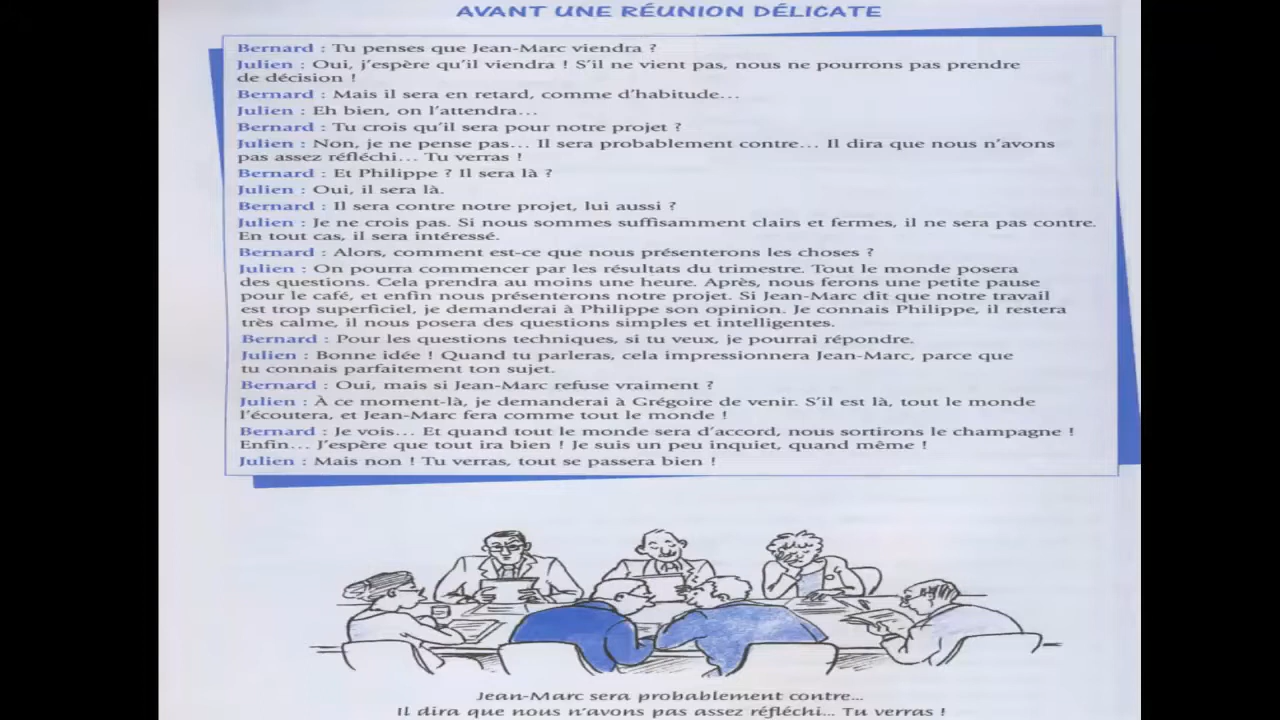 AVANT UNE RÉUNION DÉLICATE
Bernard : Tu penses que Jean-Marc viendra ?
Julien : Oui, j'espère qu'il viendra ! S'il ne vient pas, nous ne pourrons pas prendre
de décision !
Bernard : Mais il sera en retard, comme d'habitude…
Julien : Eh bien, on l'attendra…
Bernard : Tu crois qu'il sera pour notre projet ?
Julien : Non, je ne pense pas… Il sera probablement contre… Il dira que nous n'avons
pas assez réfléchi… Tu verras !
Bernard : Et Philippe ? Il sera là ?
Julien : Oui, il sera là.
Bernard : Il sera contre notre projet, lui aussi ?
Julien : Je ne crois pas. Si nous sommes suffisamment clairs et fermes, il ne sera pas contre.
En tout cas, il sera intéressé.
Bernard : Alors, comment est-ce que nous présenterons les choses ?
Julien : On pourra commencer par les résultats du trimestre. Tout le monde posera
des questions. Cela prendra au moins une heure. Après, nous ferons une petite pause
pour le café, et enfin nous présenterons notre projet. Si Jean-Marc dit que notre travail
est trop superficiel, je demanderai à Philippe son opinion. Je connais Philippe, il restera
très calme, il nous posera des questions simples et intelligentes.
Bernard : Pour les questions techniques, si tu veux, je pourrai répondre.
Julien : Bonne idée ! Quand tu parleras, cela impressionnera Jean-Marc, parce que
tu connais parfaitement ton sujet.
Bernard : Oui, mais si Jean-Marc refuse vraiment ?
Julien : À ce moment-là, je demanderai à Grégoire de venir. S'il est là, tout le monde
l'écoutera, et Jean-Marc fera comme tout le monde !
Bernard : Je vois… Et quand tout le monde sera d'accord, nous sortirons le champagne !
Enfin… J'espère que tout ira bien ! Je suis un peu inquiet, quand même !
Julien : Mais non ! Tu verras, tout se passera bien !
Jean-Marc sera probablement contre…
Il dira que nous n'avons pas assez réfléchi… Tu verras !